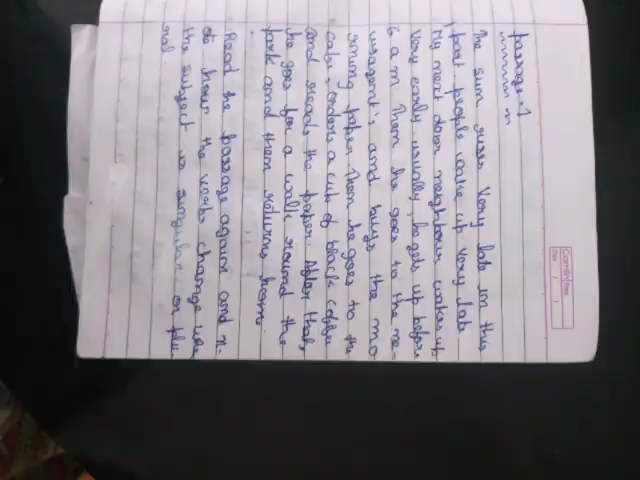 passage-1
The sun rises very late in this
part. people wake up very late
My next door neighbour wakes up
very early. usually, he gets up before
6 a m Then he goes to the ne-
wsagent's and buys the mo
rning paper. Then he goes to the
cafe, orders a cup of black coffee
and reads the paper. After that,
he goes for a walk round the
park and then returns home.
Read the passage again and n-
ote how the verbs change when
the subject is singular or plu
ral